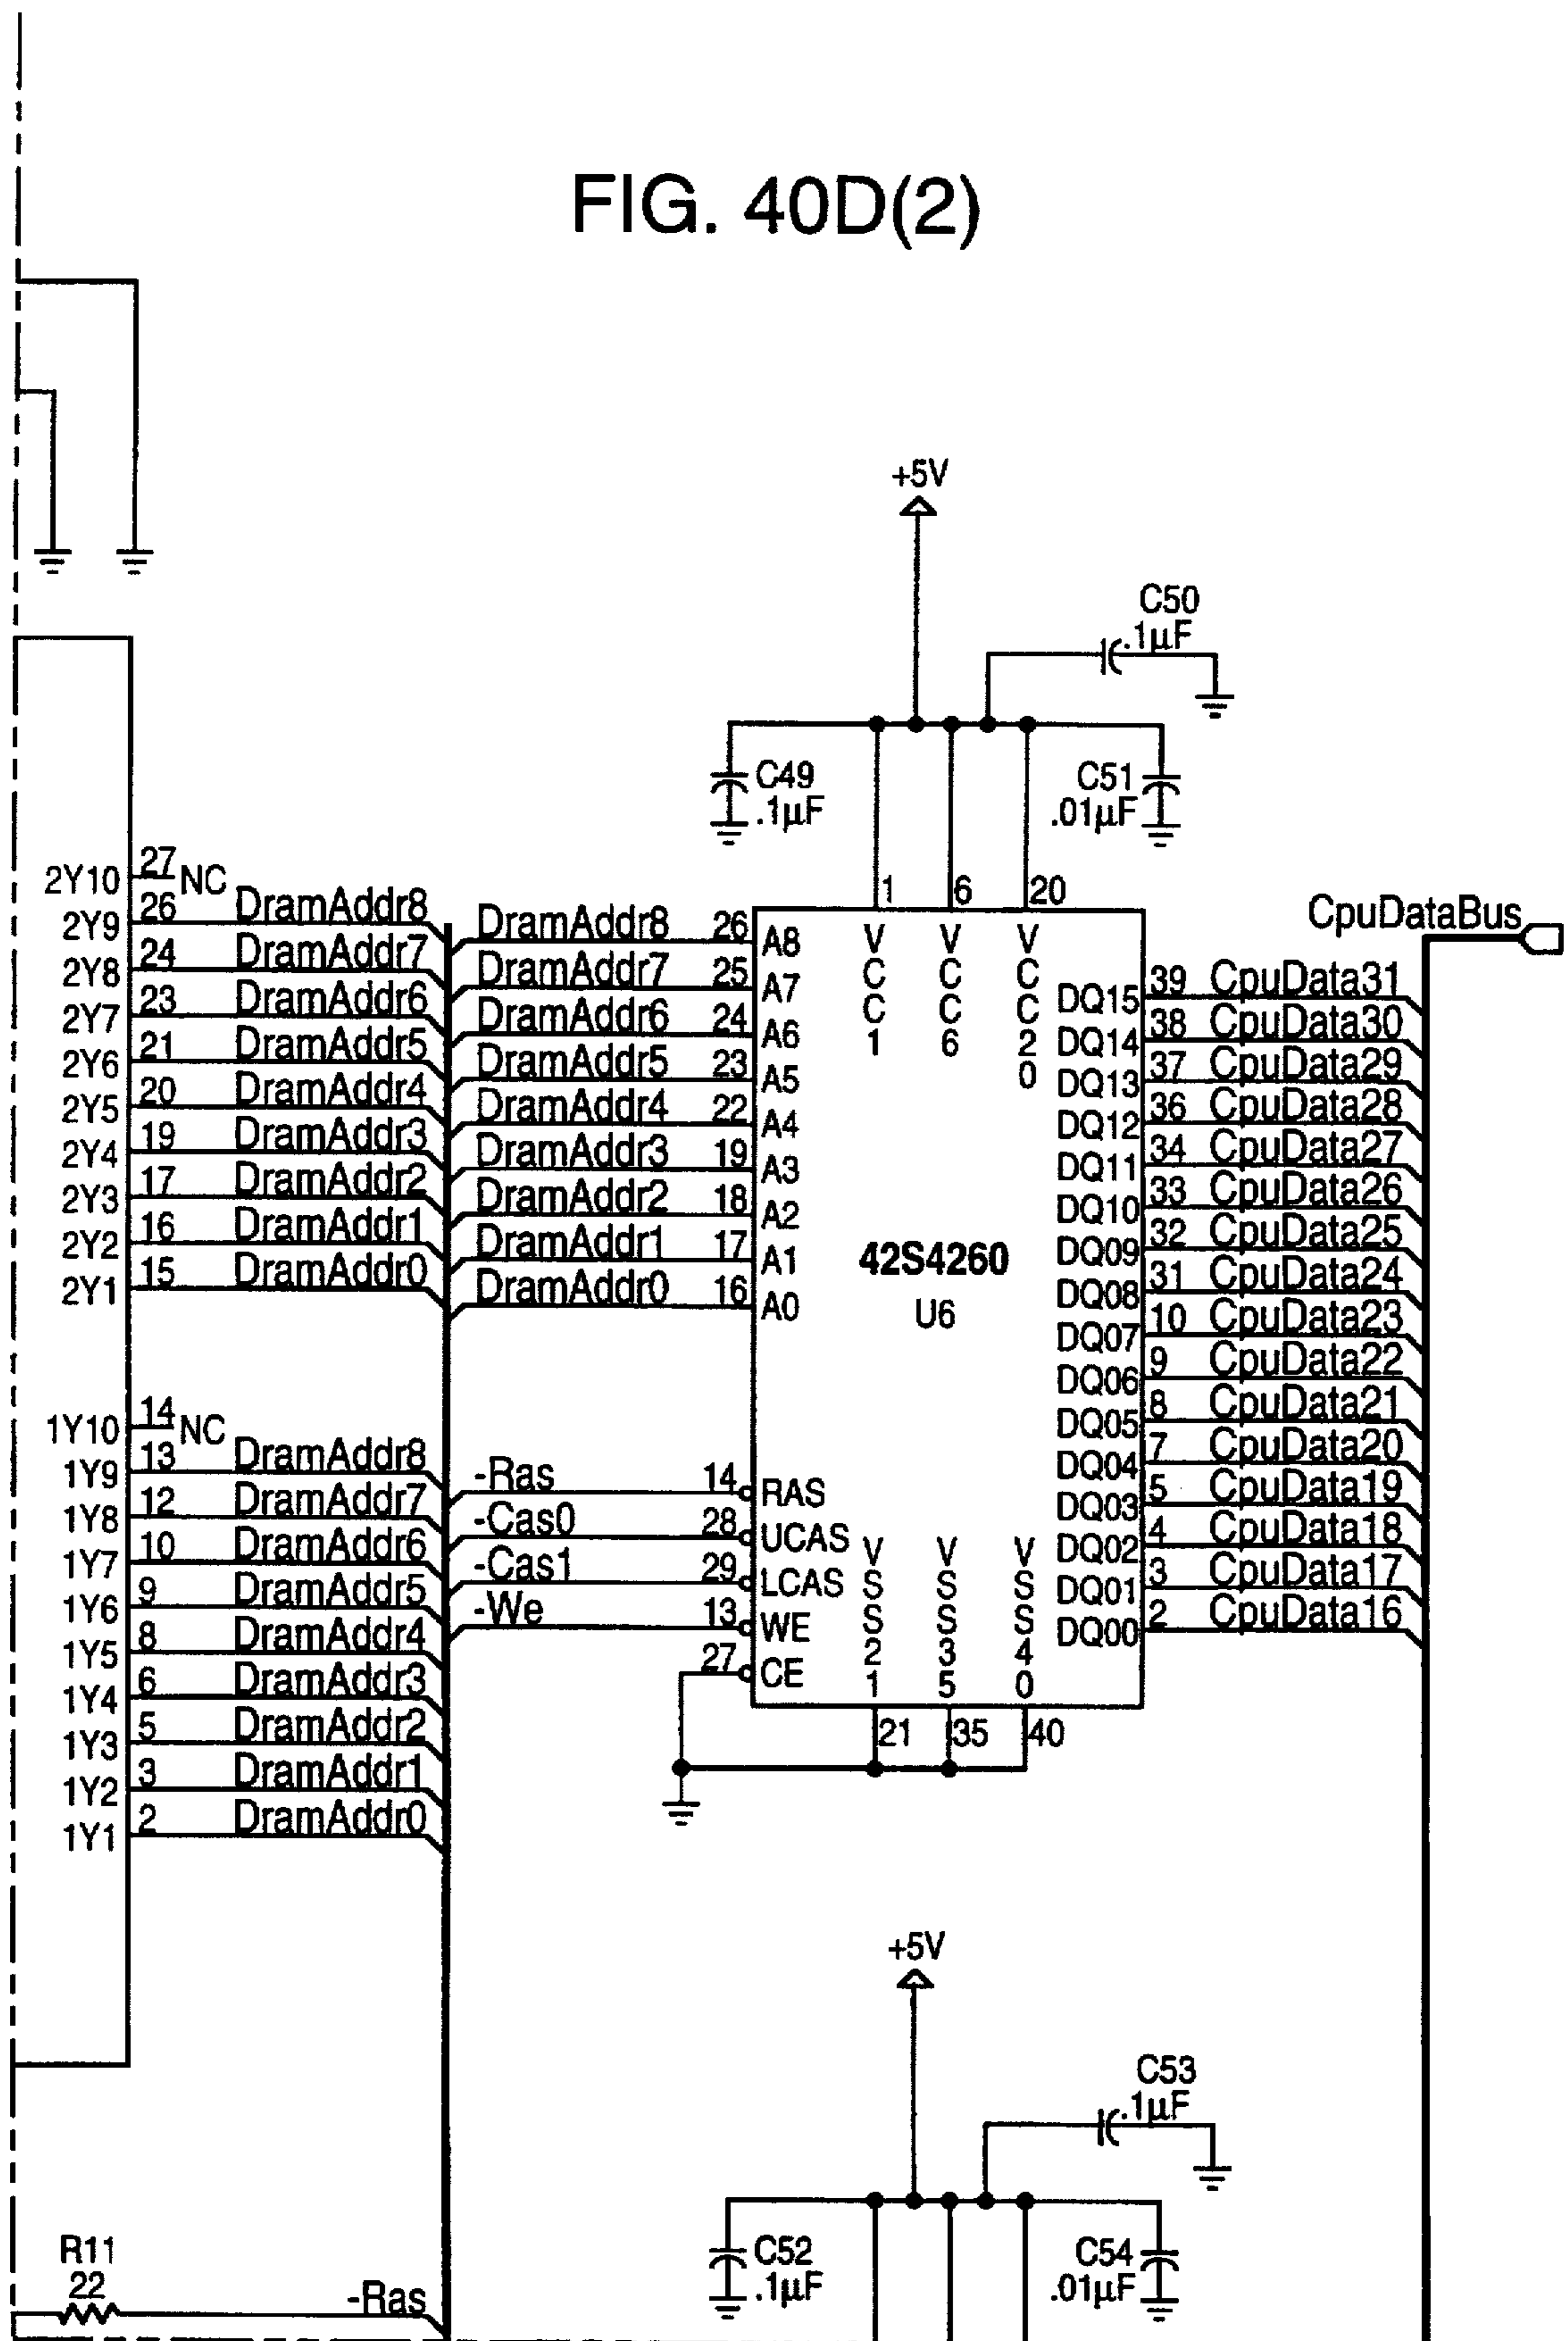 FIG. 40D(2)
+5V
C50
.1µF
C49
.1µF
C51
.01µF
2Y10 27 NC
2Y9 26 DramAddr8
2Y8 24 DramAddr7
2Y7 23 DramAddr6
2Y6 21 DramAddr5
2Y5 20 DramAddr4
2Y4 19 DramAddr3
2Y3 17 DramAddr2
2Y2 16 DramAddr1
2Y1 15 DramAddr0
1Y10 14 NC
1Y9 13 DramAddr8
1Y8 12 DramAddr7
1Y7 10 DramAddr6
1Y6 9 DramAddr5
1Y5 8 DramAddr4
1Y4 6 DramAddr3
1Y3 5 DramAddr2
1Y2 3 DramAddr1
1Y1 2 DramAddr0
DramAddr8 26 A8
DramAddr7 25 A7
DramAddr6 24 A6
DramAddr5 23 A5
DramAddr4 22 A4
DramAddr3 19 A3
DramAddr2 18 A2
DramAddr1 17 A1
DramAddr0 16 A0
-Ras 14 RAS
-Cas0 28 UCAS
-Cas1 29 LCAS
-We 13 WE
27 CE
1 6 20
VCC1 VCC6 VCC20
42S4260
U6
VSS21 VSS35 VSS40
21 35 40
CpuDataBus
DQ15 39 CpuData31
DQ14 38 CpuData30
DQ13 37 CpuData29
DQ12 36 CpuData28
DQ11 34 CpuData27
DQ10 33 CpuData26
DQ09 32 CpuData25
DQ08 31 CpuData24
DQ07 10 CpuData23
DQ06 9 CpuData22
DQ05 8 CpuData21
DQ04 7 CpuData20
DQ03 5 CpuData19
DQ02 4 CpuData18
DQ01 3 CpuData17
DQ00 2 CpuData16
+5V
C53
.1µF
C52
.1µF
C54
.01µF
R11
22
-Ras